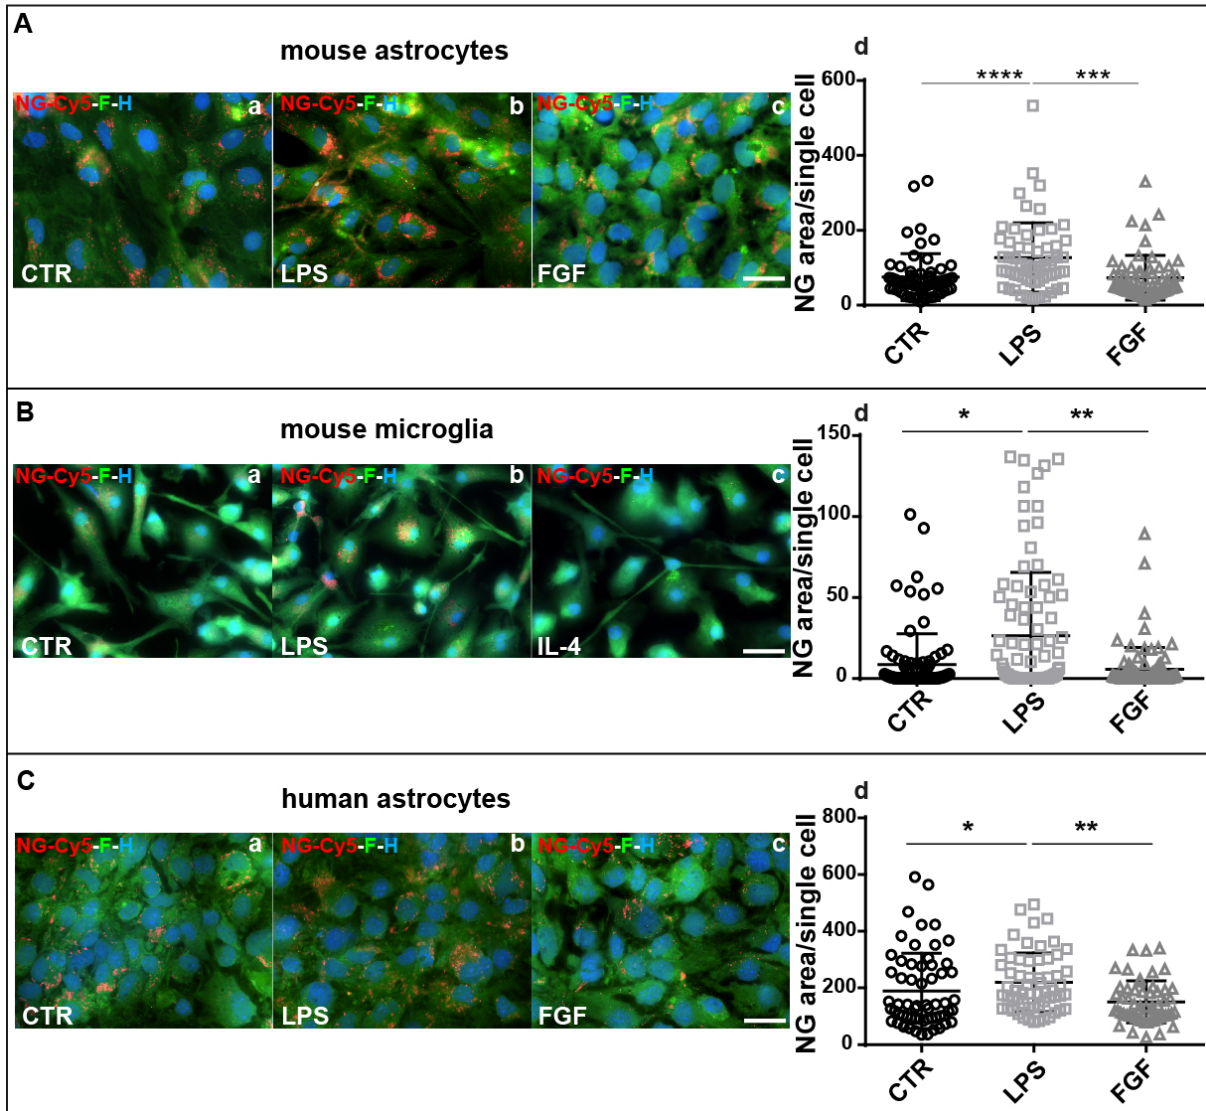 A
mouse astrocytes
NG-Cy5-F-H a
CTR
NG-Cy5-F-H b
LPS
NG-Cy5-F-H c
FGF
d
**** ***
NG area/single cell
600
400
200
0
CTR LPS FGF
B
mouse microglia
NG-Cy5-F-H a
CTR
NG-Cy5-F-H b
LPS
NG-Cy5-F-H c
IL-4
d
* **
NG area/single cell
150
100
50
0
CTR LPS FGF
C
human astrocytes
NG-Cy5-F-H a
CTR
NG-Cy5-F-H b
LPS
NG-Cy5-F-H c
FGF
d
* **
NG area/single cell
800
600
400
200
0
CTR LPS FGF